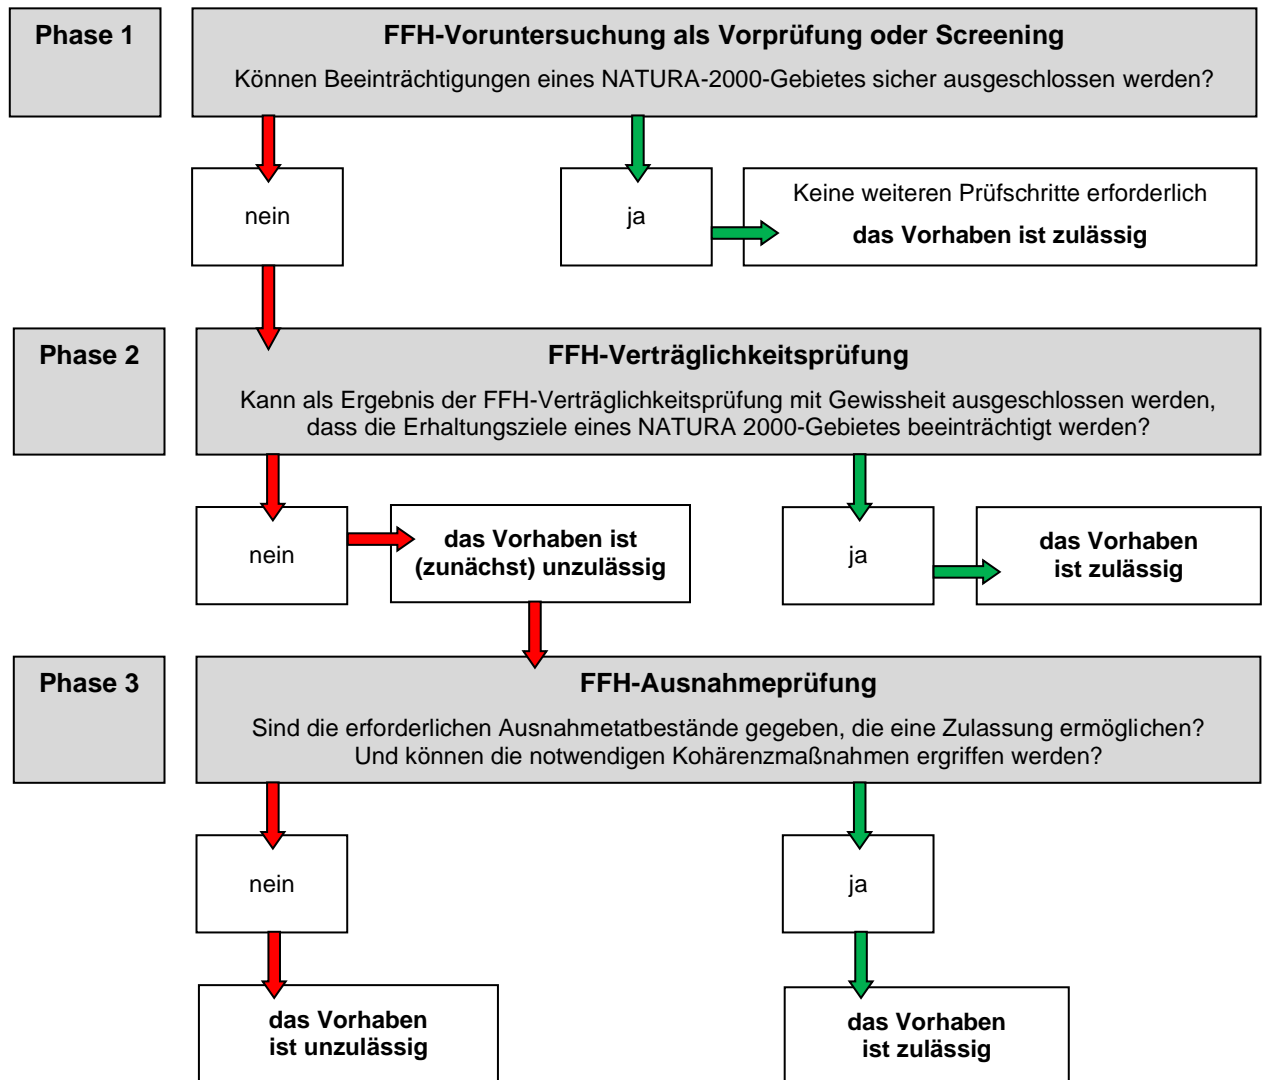 Phase 1
FFH-Voruntersuchung als Vorprüfung oder Screening
Können Beeinträchtigungen eines NATURA-2000-Gebietes sicher ausgeschlossen werden?
nein
ja
Keine weiteren Prüfschritte erforderlich
das Vorhaben ist zulässig
Phase 2
FFH-Verträglichkeitsprüfung
Kann als Ergebnis der FFH-Verträglichkeitsprüfung mit Gewissheit ausgeschlossen werden,
dass die Erhaltungsziele eines NATURA 2000-Gebietes beeinträchtigt werden?
nein
das Vorhaben ist
(zunächst) unzulässig
ja
das Vorhaben
ist zulässig
Phase 3
FFH-Ausnahmeprüfung
Sind die erforderlichen Ausnahmetatbestände gegeben, die eine Zulassung ermöglichen?
Und können die notwendigen Kohärenzmaßnahmen ergriffen werden?
nein
ja
das Vorhaben
ist unzulässig
das Vorhaben
ist zulässig